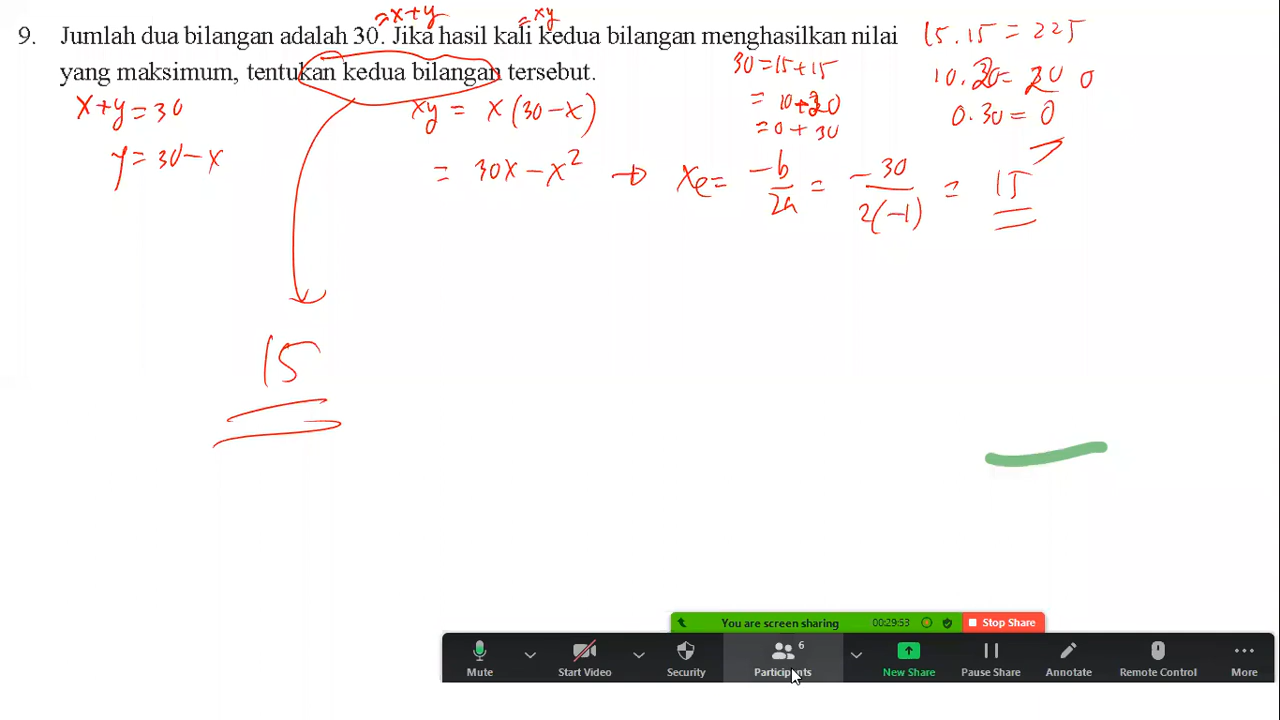 = x+y
= xy
9. Jumlah dua bilangan adalah 30. Jika hasil kali kedua bilangan menghasilkan nilai
yang maksimum, tentukan kedua bilangan tersebut.
x+y = 30
y = 30-x
xy = x(30-x)
= 30x-x² → xe = -b/2a = -30/2(-1) = 15
30 = 15+15
= 10+20
= 0+30
15.15 = 225
10.20 = 200
0.30 = 0
15
You are screen sharing 00:29:53 Stop Share
Mute Start Video Security Participants 6 New Share Pause Share Annotate Remote Control More